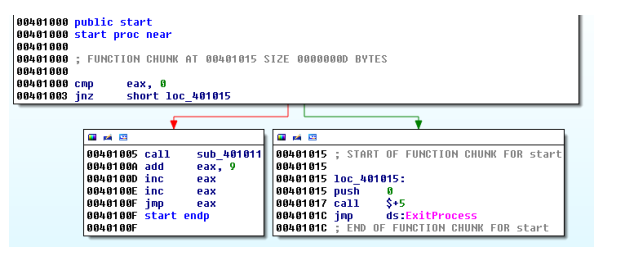 00401000 public start
00401000 start proc near
00401000
00401000 ; FUNCTION CHUNK AT 00401015 SIZE 0000000D BYTES
00401000
00401000 cmp eax, 0
00401003 jnz short loc_401015
00401005 call sub_401011
0040100A add eax, 9
0040100D inc eax
0040100E inc eax
0040100F jmp eax
0040100F start endp
0040100F
00401015 ; START OF FUNCTION CHUNK FOR start
00401015
00401015 loc_401015:
00401015 push 0
00401017 call $+5
0040101C jmp ds:ExitProcess
0040101C ; END OF FUNCTION CHUNK FOR start